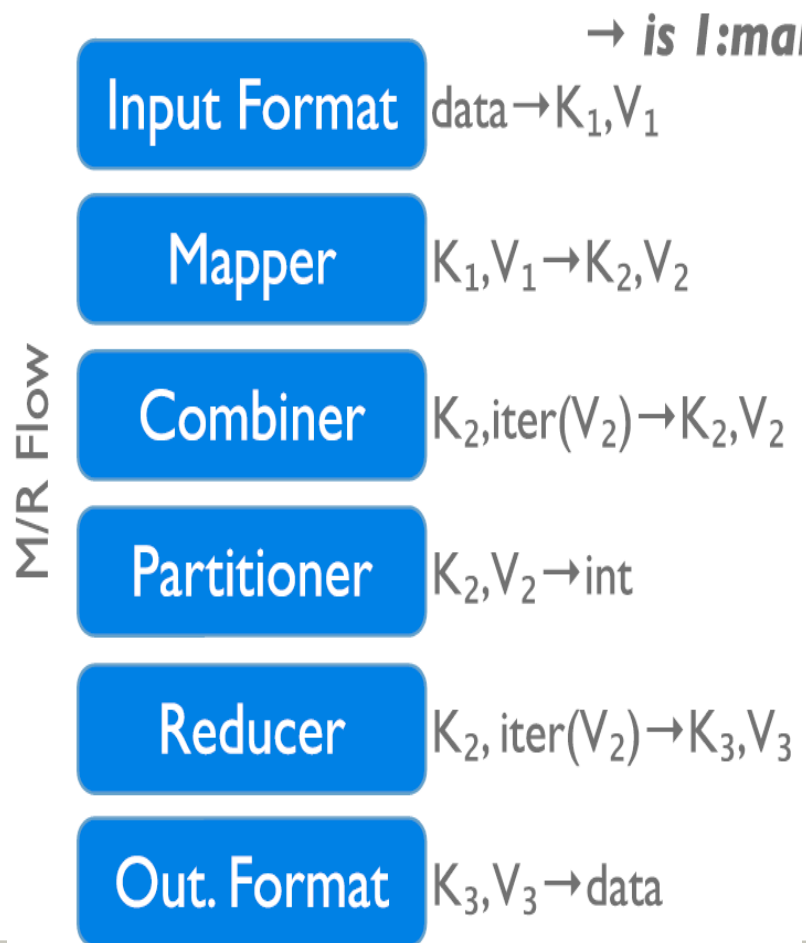 → is 1:ma
Input Format data→K₁,V₁
Mapper K₁,V₁→K₂,V₂
Combiner K₂,iter(V₂)→K₂,V₂
M/R Flow
Partitioner K₂,V₂→int
Reducer K₂, iter(V₂)→K₃,V₃
Out. Format K₃,V₃→data